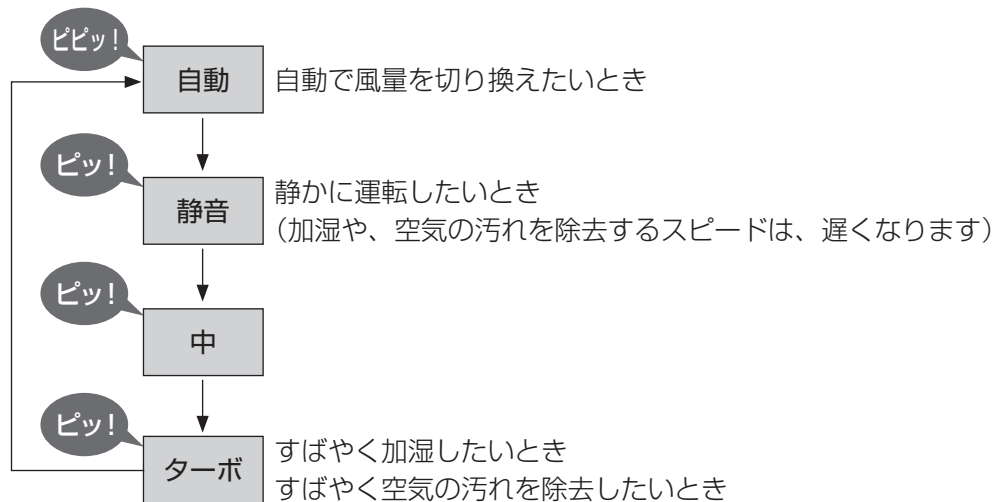 ピピッ!
自動
自動で風量を切り換えたいとき
ピッ!
静音
静かに運転したいとき
(加湿や、空気の汚れを除去するスピードは、遅くなります)
ピッ!
中
ピッ!
ターボ
すばやく加湿したいとき
すばやく空気の汚れを除去したいとき